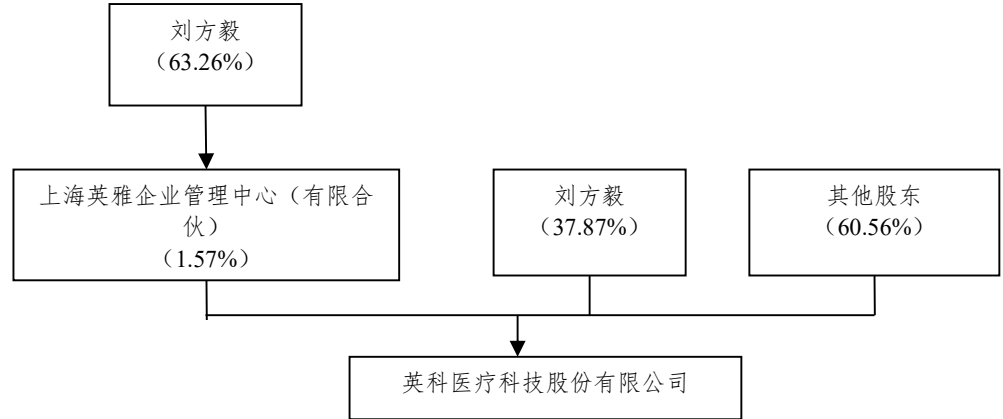 刘方毅
（63.26%）
上海英雅企业管理中心（有限合
伙）
（1.57%）
刘方毅
（37.87%）
其他股东
（60.56%）
英科医疗科技股份有限公司